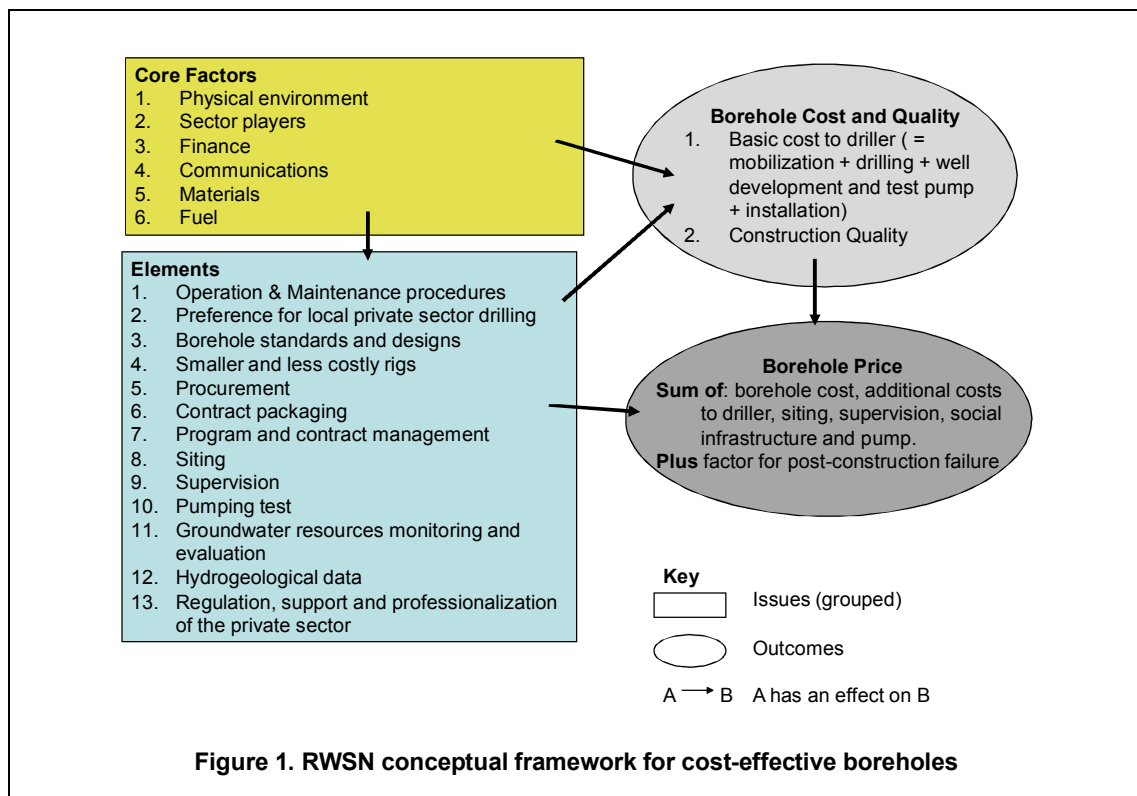 Core Factors
1. Physical environment
2. Sector players
3. Finance
4. Communications
5. Materials
6. Fuel
Elements
1. Operation & Maintenance procedures
2. Preference for local private sector drilling
3. Borehole standards and designs
4. Smaller and less costly rigs
5. Procurement
6. Contract packaging
7. Program and contract management
8. Siting
9. Supervision
10. Pumping test
11. Groundwater resources monitoring and
evaluation
12. Hydrogeological data
13. Regulation, support and professionalization
of the private sector
Borehole Cost and Quality
1. Basic cost to driller ( =
mobilization + drilling + well
development and test pump
+ installation)
2. Construction Quality
Borehole Price
Sum of: borehole cost, additional costs
to driller, siting, supervision, social
infrastructure and pump.
Plus factor for post-construction failure
Key
Issues (grouped)
Outcomes
A → B A has an effect on B
Figure 1. RWSN conceptual framework for cost-effective boreholes